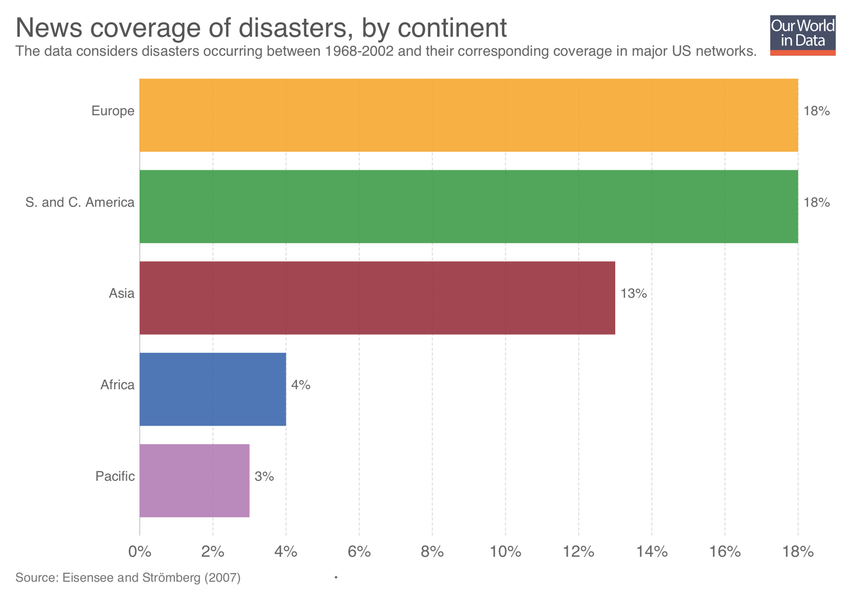 News coverage of disasters, by continent
The data considers disasters occurring between 1968-2002 and their corresponding coverage in major US networks.
Our World
in Data
Europe
18%
S. and C. America
18%
Asia
13%
Africa
4%
Pacific
3%
0% 2% 4% 6% 8% 10% 12% 14% 16% 18%
Source: Eisensee and Strömberg (2007)